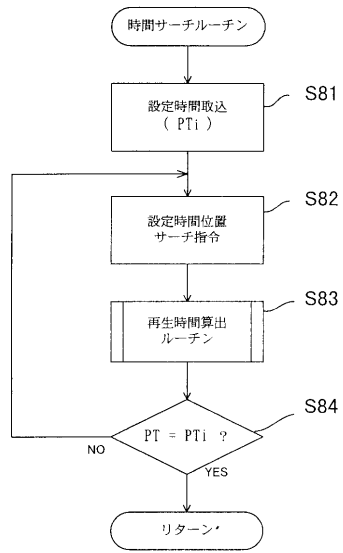 時間サーチルーチン
設定時間取込
( PTi )
S81
設定時間位置
サーチ指令
S82
再生時間算出
ルーチン
S83
PT = PTi ?
S84
NO
YES
リターン